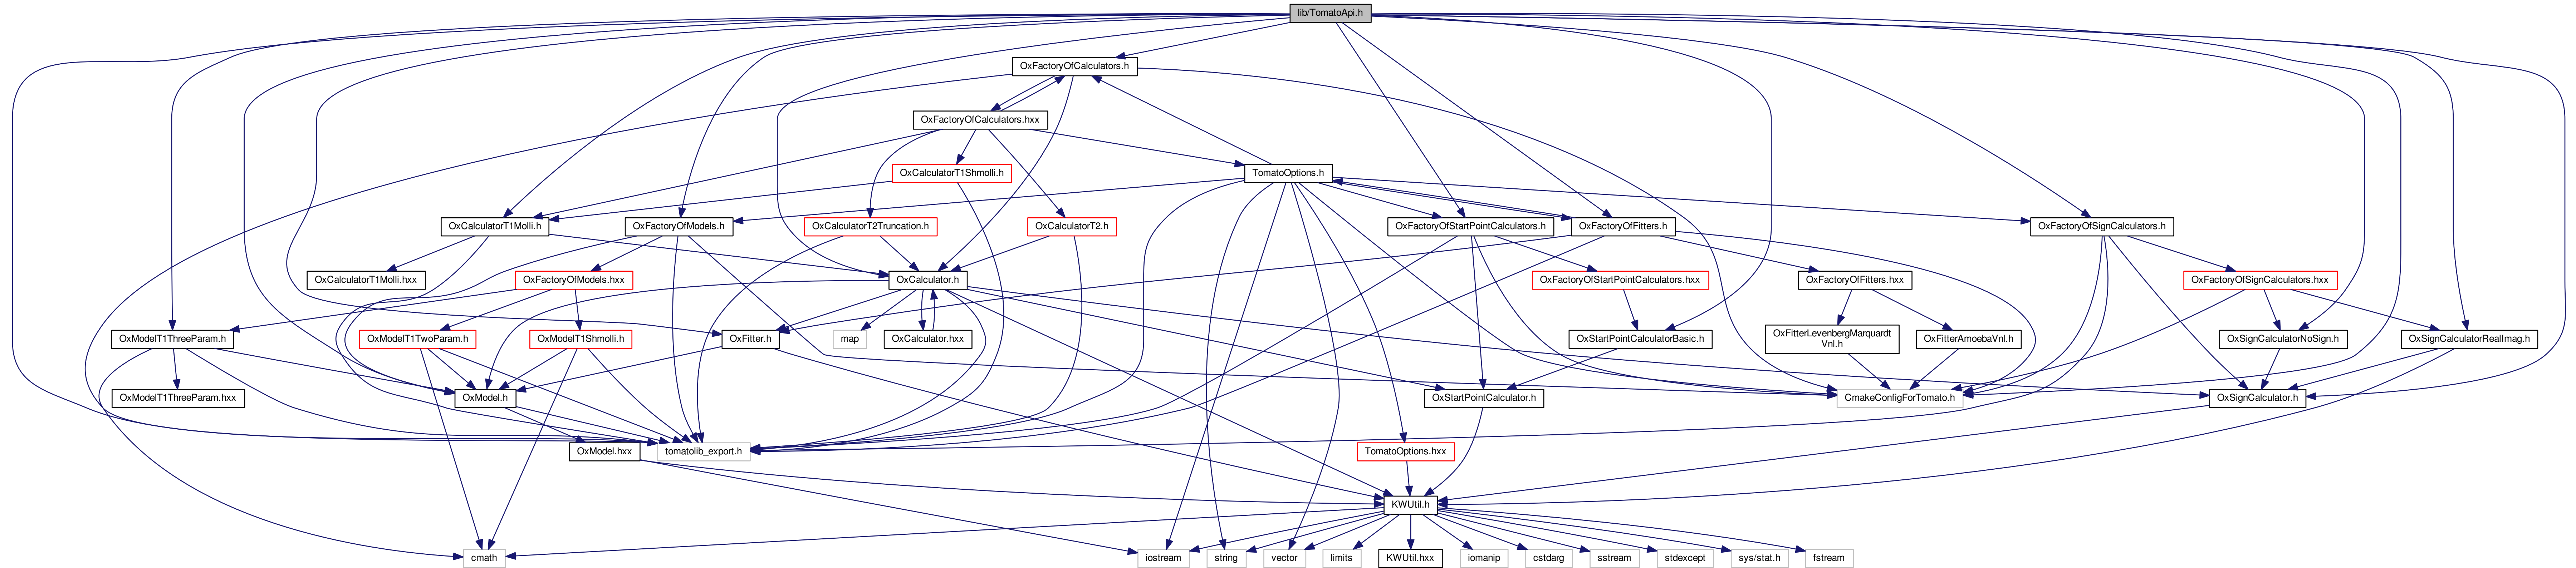 lib/TomatoApi.h
OxFactoryOfCalculators.h
OxFactoryOfCalculators.hxx
OxCalculatorT1Shmolli.h
TomatoOptions.h
OxCalculatorT1Molli.h
OxFactoryOfModels.h
OxCalculatorT2Truncation.h
OxCalculatorT2.h
OxFactoryOfStartPointCalculators.h
OxFactoryOfFitters.h
OxFactoryOfSignCalculators.h
OxCalculatorT1Molli.hxx
OxFactoryOfModels.hxx
OxCalculator.h
OxFactoryOfStartPointCalculators.hxx
OxFactoryOfFitters.hxx
OxFactoryOfSignCalculators.hxx
OxModelT1ThreeParam.h
OxModelT1TwoParam.h
OxModelT1Shmolli.h
OxFitter.h
map
OxCalculator.hxx
OxStartPointCalculatorBasic.h
OxFitterLevenbergMarquardt
Vnl.h
OxFitterAmoebaVnl.h
OxSignCalculatorNoSign.h
OxSignCalculatorRealImag.h
OxModelT1ThreeParam.hxx
OxModel.h
OxStartPointCalculator.h
CmakeConfigForTomato.h
OxSignCalculator.h
OxModel.hxx
tomatolib_export.h
TomatoOptions.hxx
KWUtil.h
cmath
iostream
string
vector
limits
KWUtil.hxx
iomanip
cstdarg
sstream
stdexcept
sys/stat.h
fstream